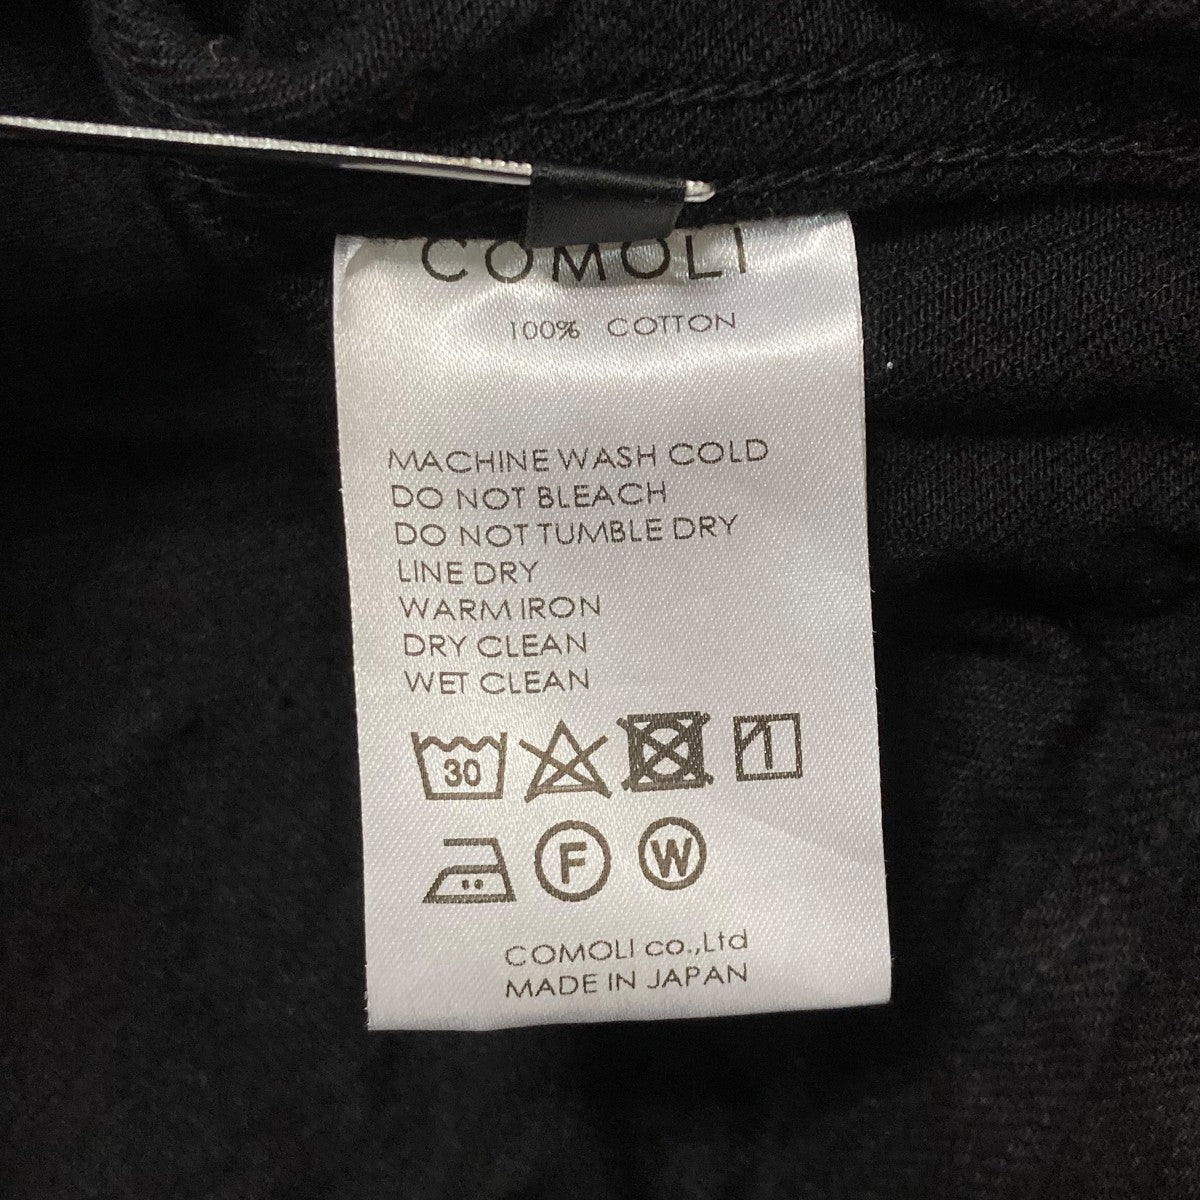 COMOLI
100% COTTON
MACHINE WASH COLD
DO NOT BLEACH
DO NOT TUMBLE DRY
LINE DRY
WARM IRON
DRY CLEAN
WET CLEAN
30
F W
COMOLI co.,Ltd
MADE IN JAPAN